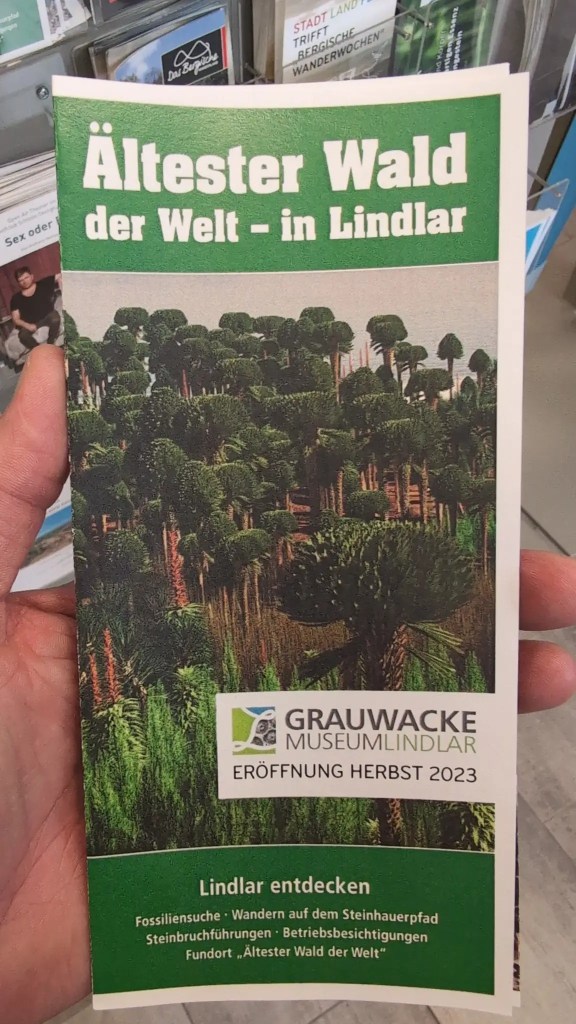 STADT LAND
TRIFFT
"BERGISCHE
WANDERWOCHEN"
Das Bergische
Sex oder
Ältester Wald
der Welt – in Lindlar
GRAUWACKE
MUSEUMLINDLAR
ERÖFFNUNG HERBST 2023
Lindlar entdecken
Fossiliensuche · Wandern auf dem Steinhauerpfad
Steinbruchführungen · Betriebsbesichtigungen
Fundort „Ältester Wald der Welt“